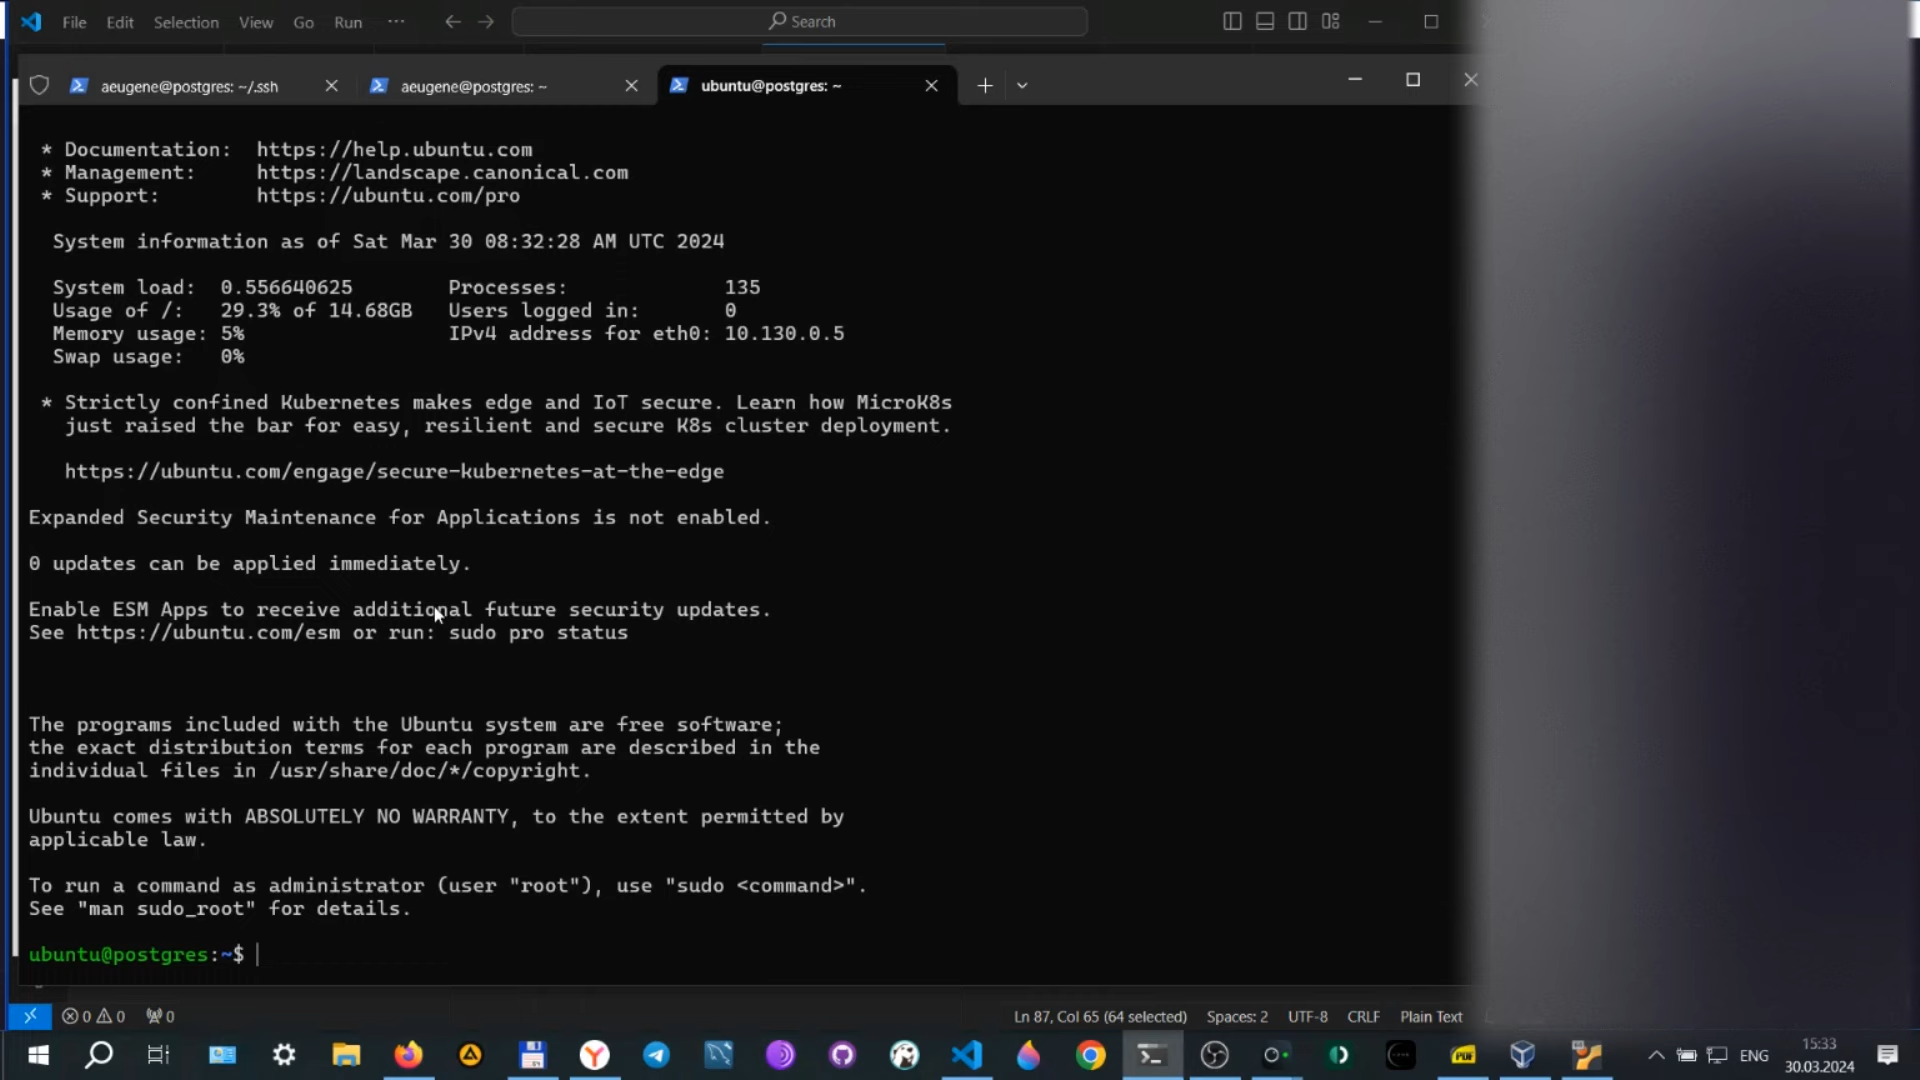 File Edit Selection View Go Run ··· Search
aeugene@postgres: ~/.ssh
aeugene@postgres: ~
ubuntu@postgres: ~
* Documentation: https://help.ubuntu.com
* Management: https://landscape.canonical.com
* Support: https://ubuntu.com/pro
System information as of Sat Mar 30 08:32:28 AM UTC 2024
System load: 0.556640625 Processes: 135
Usage of /: 29.3% of 14.68GB Users logged in: 0
Memory usage: 5% IPv4 address for eth0: 10.130.0.5
Swap usage: 0%
* Strictly confined Kubernetes makes edge and IoT secure. Learn how MicroK8s
just raised the bar for easy, resilient and secure K8s cluster deployment.
https://ubuntu.com/engage/secure-kubernetes-at-the-edge
Expanded Security Maintenance for Applications is not enabled.
0 updates can be applied immediately.
Enable ESM Apps to receive additional future security updates.
See https://ubuntu.com/esm or run: sudo pro status
The programs included with the Ubuntu system are free software;
the exact distribution terms for each program are described in the
individual files in /usr/share/doc/*/copyright.
Ubuntu comes with ABSOLUTELY NO WARRANTY, to the extent permitted by
applicable law.
To run a command as administrator (user "root"), use "sudo <command>".
See "man sudo_root" for details.
ubuntu@postgres:~$
0 0 0 Ln 87, Col 65 (64 selected) Spaces: 2 UTF-8 CRLF Plain Text
PDF ENG
15:33
30.03.2024